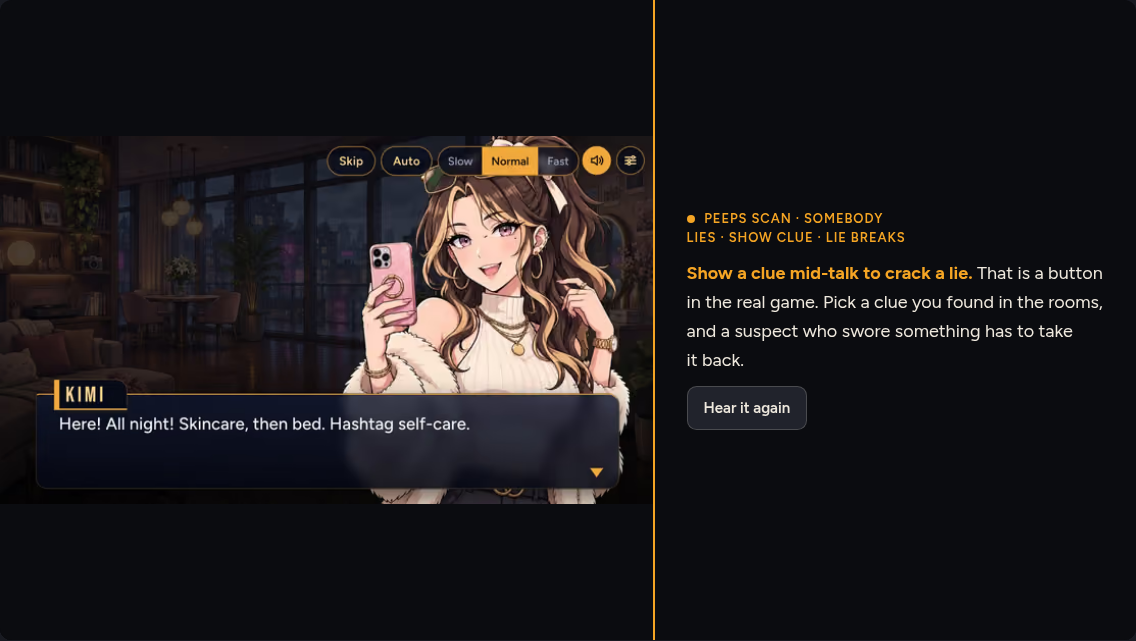 Skip
Auto
Slow
Normal
Fast
KIMI
Here! All night! Skincare, then bed. Hashtag self-care.
PEEPS SCAN · SOMEBODY
LIES · SHOW CLUE · LIE BREAKS
Show a clue mid-talk to crack a lie. That is a button
in the real game. Pick a clue you found in the rooms,
and a suspect who swore something has to take
it back.
Hear it again